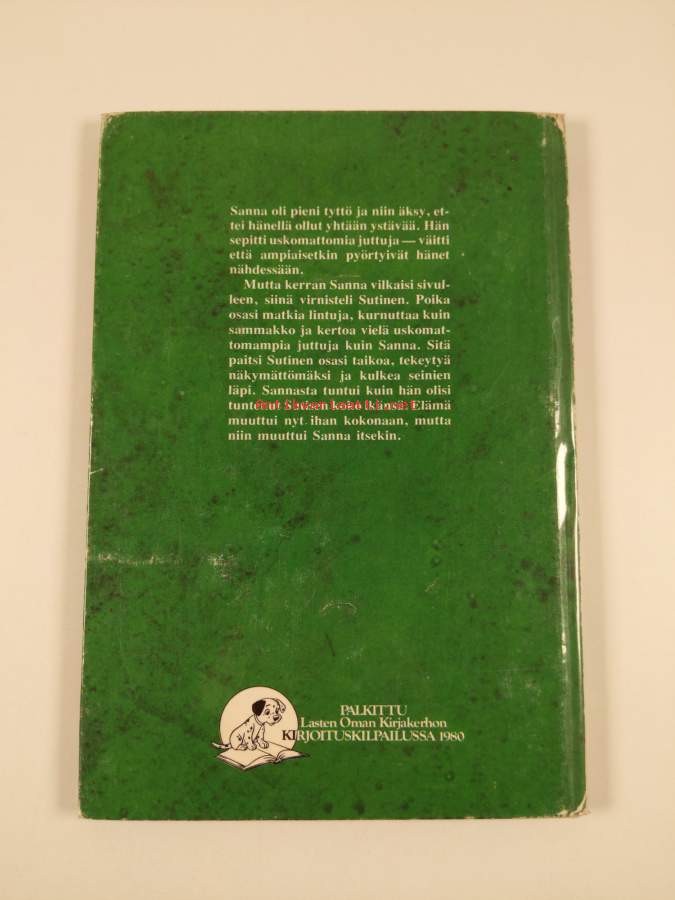 Sanna oli pieni tyttö ja niin äksy, et-
tei hänellä ollut yhtään ystävää. Hän
sepitti uskomattomia juttuja — väitti
että ampiaisetkin pyörtyivät hänet
nähdessään.
Mutta kerran Sanna vilkaisi sivul-
leen, siinä virnisteli Sutinen. Poika
osasi matkia lintuja, kurnuttaa kuin
sammakko ja kertoa vielä uskomat-
tomampia juttuja kuin Sanna. Sitä
paitsi Sutinen osasi taikoa, tekeytyä
näkymättömäksi ja kulkea seinien
läpi. Sannasta tuntui kuin hän olisi
tuntenut koko ikänsä. Elämä
muuttui nyt ihan kokonaan, mutta
niin muuttui Sanna itsekin.
PALKITTU
Lasten Oman Kirjakerhon
KIRJOITUSKILPAILUSSA 1980